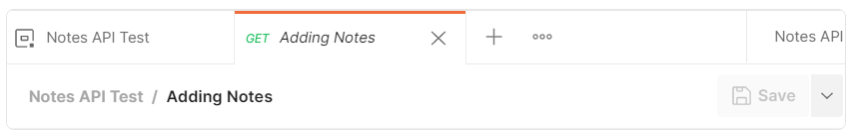 Notes API Test GET Adding Notes Notes API
Notes API Test / Adding Notes Save